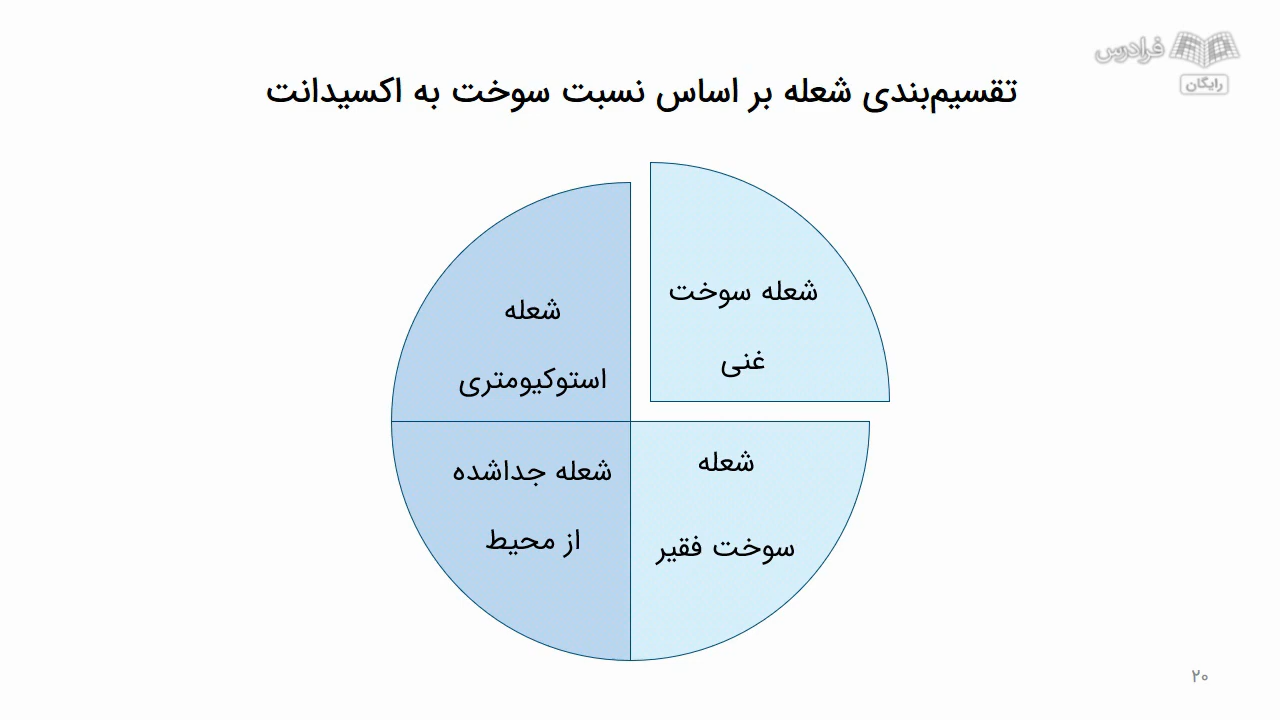 فرادرس
رایگان
تقسیم‌بندی شعله بر اساس نسبت سوخت به اکسیدانت
شعله سوخت
غنی
شعله
استوکیومتری
شعله
سوخت فقیر
شعله جداشده
از محیط
۲۰